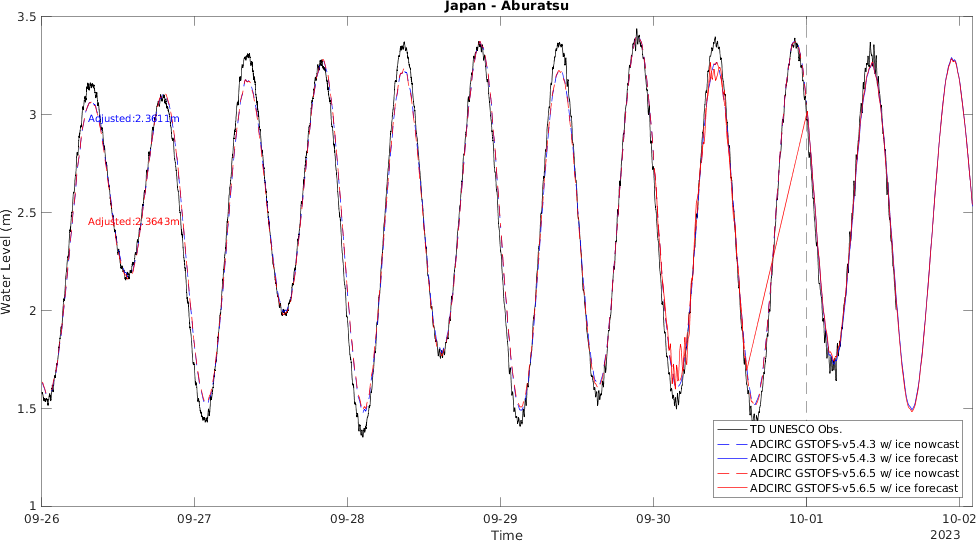 Japan - Aburatsu
3.5
3
2.5
2
1.5
1
Water Level (m)
Adjusted:2.3611m
Adjusted:2.3643m
TD UNESCO Obs.
ADCIRC GSTOFS-v5.4.3 w/ ice nowcast
ADCIRC GSTOFS-v5.4.3 w/ ice forecast
ADCIRC GSTOFS-v5.6.5 w/ ice nowcast
ADCIRC GSTOFS-v5.6.5 w/ ice forecast
09-26 09-27 09-28 09-29 09-30 10-01 10-02
Time
2023